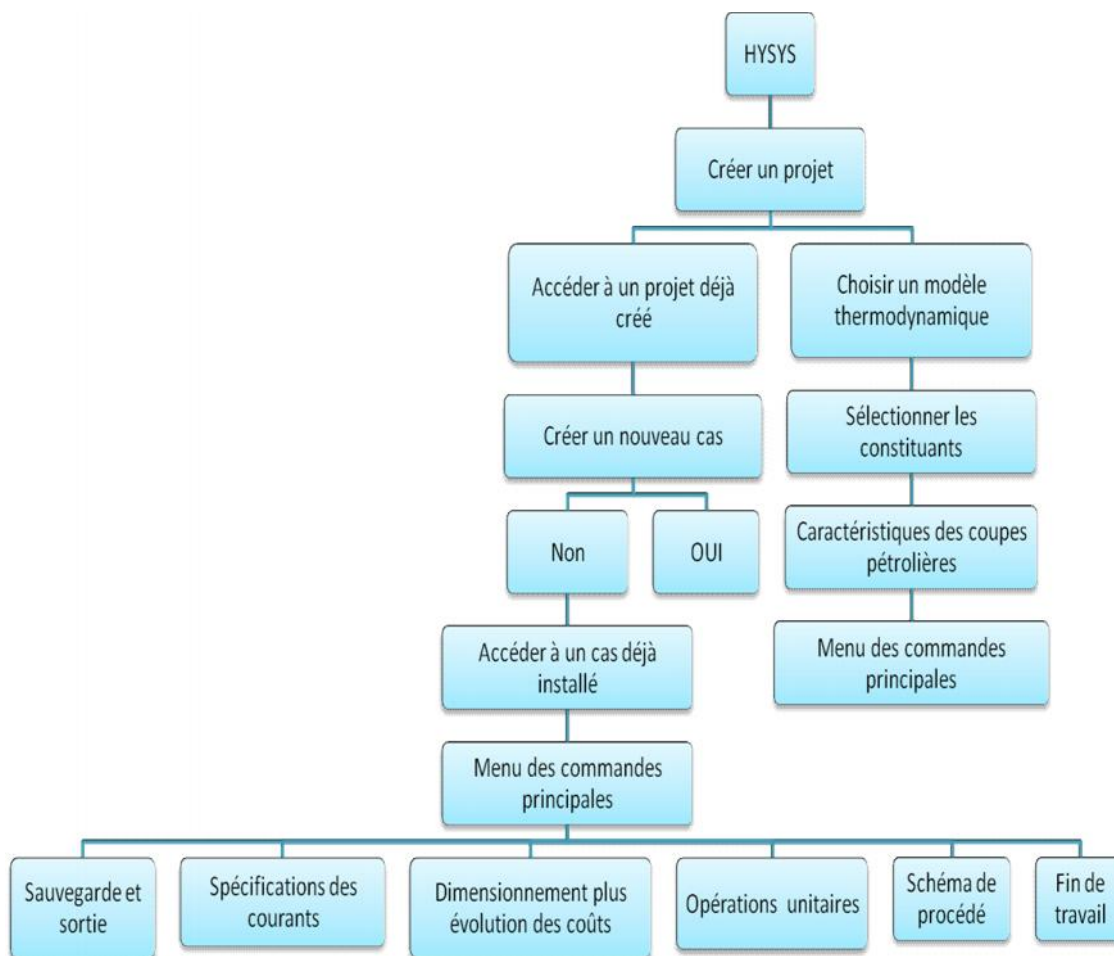 HYSYS
Créer un projet
Accéder à un projet déjà
créé
Choisir un modèle
thermodynamique
Créer un nouveau cas
Sélectionner les
constituants
Non
OUI
Caractéristiques des coupes
pétrolières
Accéder à un cas déjà
installé
Menu des commandes
principales
Menu des commandes
principales
Sauvegarde et
sortie
Spécifications des
courants
Dimensionnement plus
évolution des coûts
Opérations unitaires
Schéma de
procédé
Fin de
travail